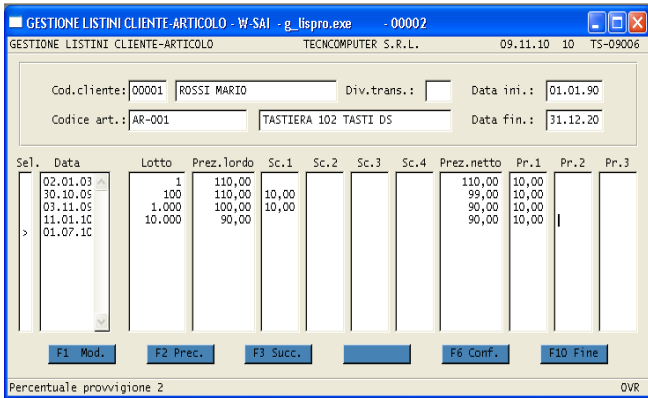 GESTIONE LISTINI CLIENTE-ARTICOLO - W-SAI - g_lispro.exe - 00002
GESTIONE LISTINI CLIENTE-ARTICOLO TECNCOMPUTER S.R.L. 09.11.10 10 TS-09006
Cod.cliente: 00001 ROSSI MARIO Div.trans.: Data ini.: 01.01.90
Codice art.: AR-001 TASTIERA 102 TASTI DS Data fin.: 31.12.20
Sel. Data Lotto Prez.lordo Sc.1 Sc.2 Sc.3 Sc.4 Prez.netto Pr.1 Pr.2 Pr.3
02.01.03 1 110,00 110,00 10,00
30.10.09 100 110,00 10,00 99,00 10,00
03.11.09 1.000 100,00 10,00 90,00 10,00
11.01.10 10.000 90,00 90,00 10,00
> 01.07.10
F1 Mod. F2 Prec. F3 Succ. F6 Conf. F10 Fine
Percentuale provvigione 2 OVR